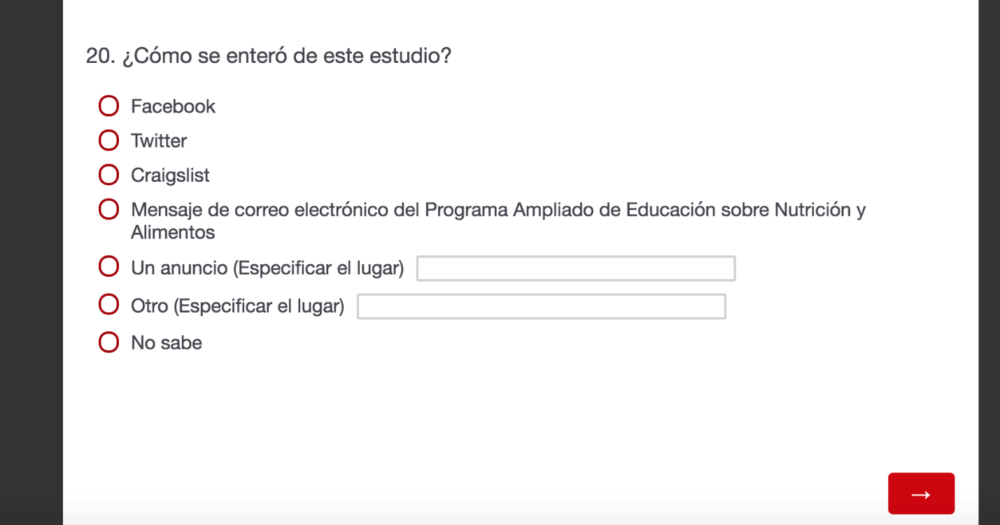 20. ¿Cómo se enteró de este estudio?
Facebook
Twitter
Craigslist
Mensaje de correo electrónico del Programa Ampliado de Educación sobre Nutrición y
Alimentos
Un anuncio (Especificar el lugar)
Otro (Especificar el lugar)
No sabe
→